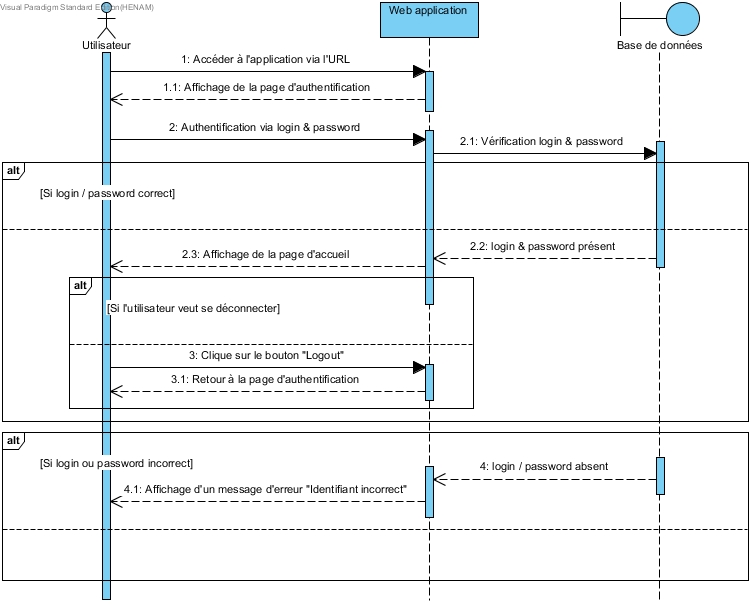 Visual Paradigm Standard Edition(HENAM)
Web application
Utilisateur
Base de données
1: Accéder à l'application via l'URL
1.1: Affichage de la page d'authentification
2: Authentification via login & password
2.1: Vérification login & password
alt
[Si login / password correct]
2.2: login & password présent
2.3: Affichage de la page d'accueil
alt
[Si l'utilisateur veut se déconnecter]
3: Clique sur le bouton "Logout"
3.1: Retour à la page d'authentification
alt
[Si login ou password incorrect]
4: login / password absent
4.1: Affichage d'un message d'erreur "Identifiant incorrect"